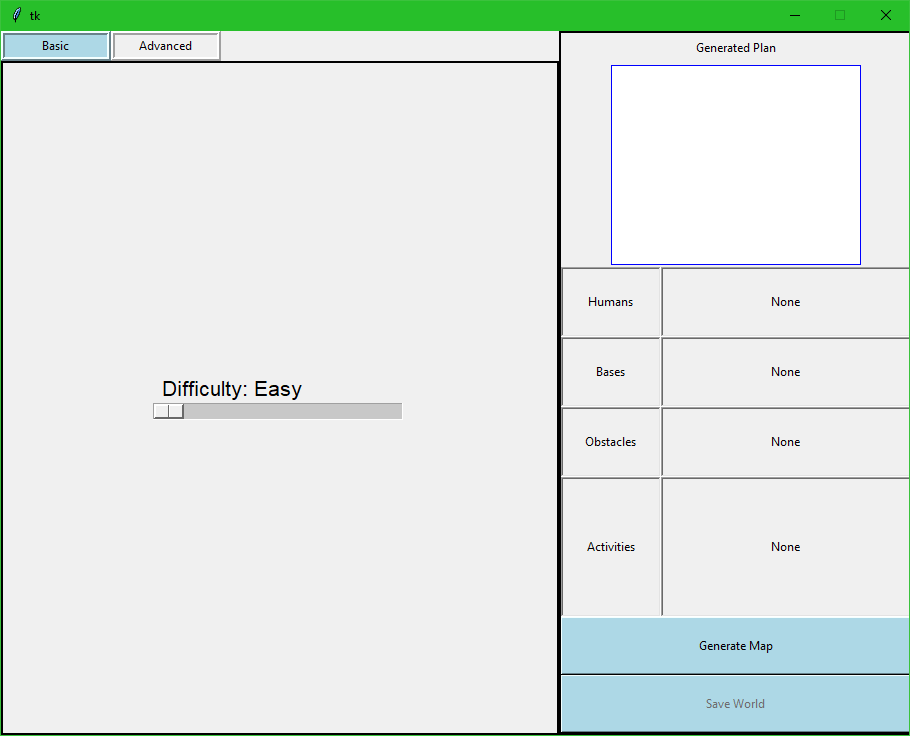 tk
Basic
Advanced
Generated Plan
Difficulty: Easy
Humans
None
Bases
None
Obstacles
None
Activities
None
Generate Map
Save World